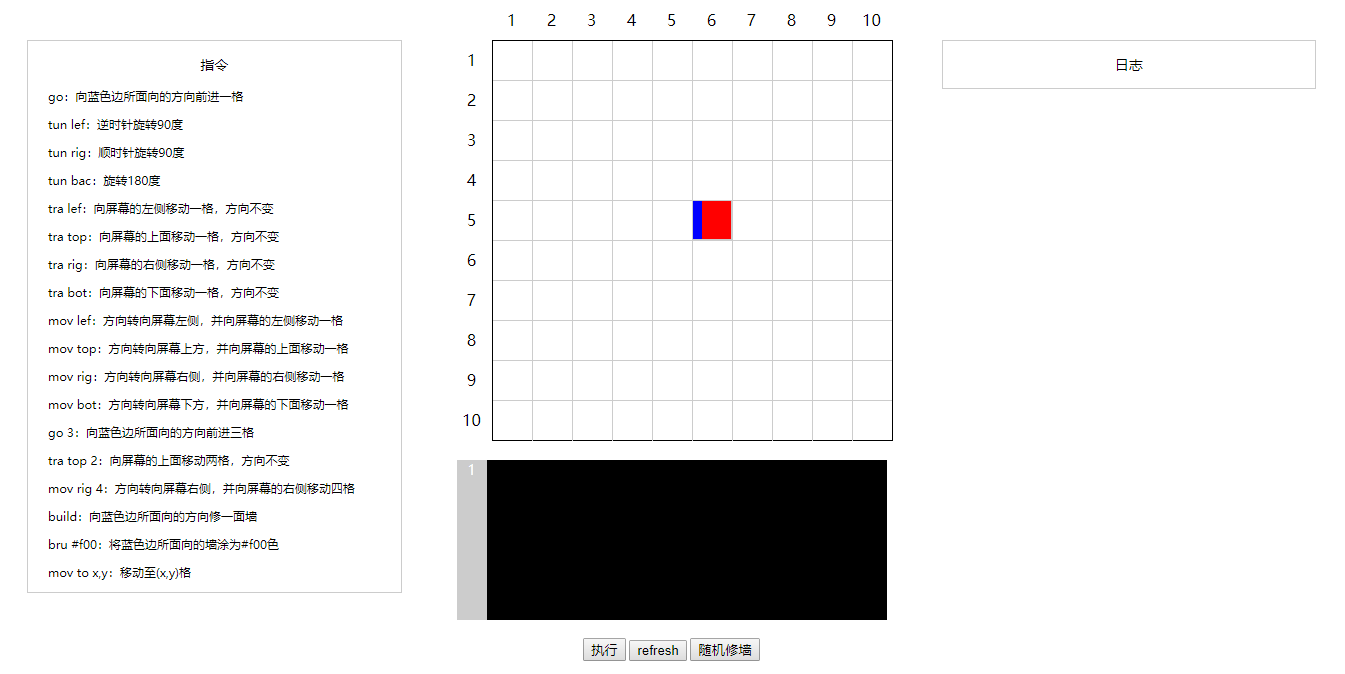 指令
go：向蓝色边所面向的方向前进一格
tun lef：逆时针旋转90度
tun rig：顺时针旋转90度
tun bac：旋转180度
tra lef：向屏幕的左侧移动一格，方向不变
tra top：向屏幕的上面移动一格，方向不变
tra rig：向屏幕的右侧移动一格，方向不变
tra bot：向屏幕的下面移动一格，方向不变
mov lef：方向转向屏幕左侧，并向屏幕的左侧移动一格
mov top：方向转向屏幕上方，并向屏幕的上面移动一格
mov rig：方向转向屏幕右侧，并向屏幕的右侧移动一格
mov bot：方向转向屏幕下方，并向屏幕的下面移动一格
go 3：向蓝色边所面向的方向前进三格
tra top 2：向屏幕的上面移动两格，方向不变
mov rig 4：方向转向屏幕右侧，并向屏幕的右侧移动四格
build：向蓝色边所面向的方向修一面墙
bru #f00：将蓝色边所面向的墙涂为#f00色
mov to x,y：移动至(x,y)格
1 2 3 4 5 6 7 8 9 10
1
2
3
4
5
6
7
8
9
10
1
执行 refresh 随机修墙
日志